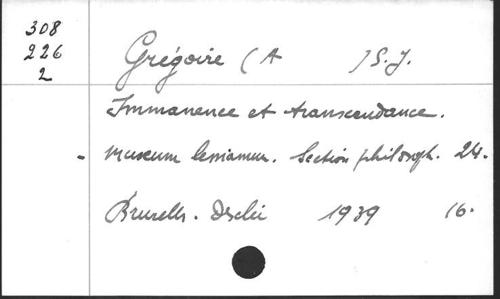 308
226
2
Grégoire (A )S.J.
Immanence et transcendance.
- Museum lessianum. Section philosoph. 24.
Bruxelles. Desclée 1939 16.